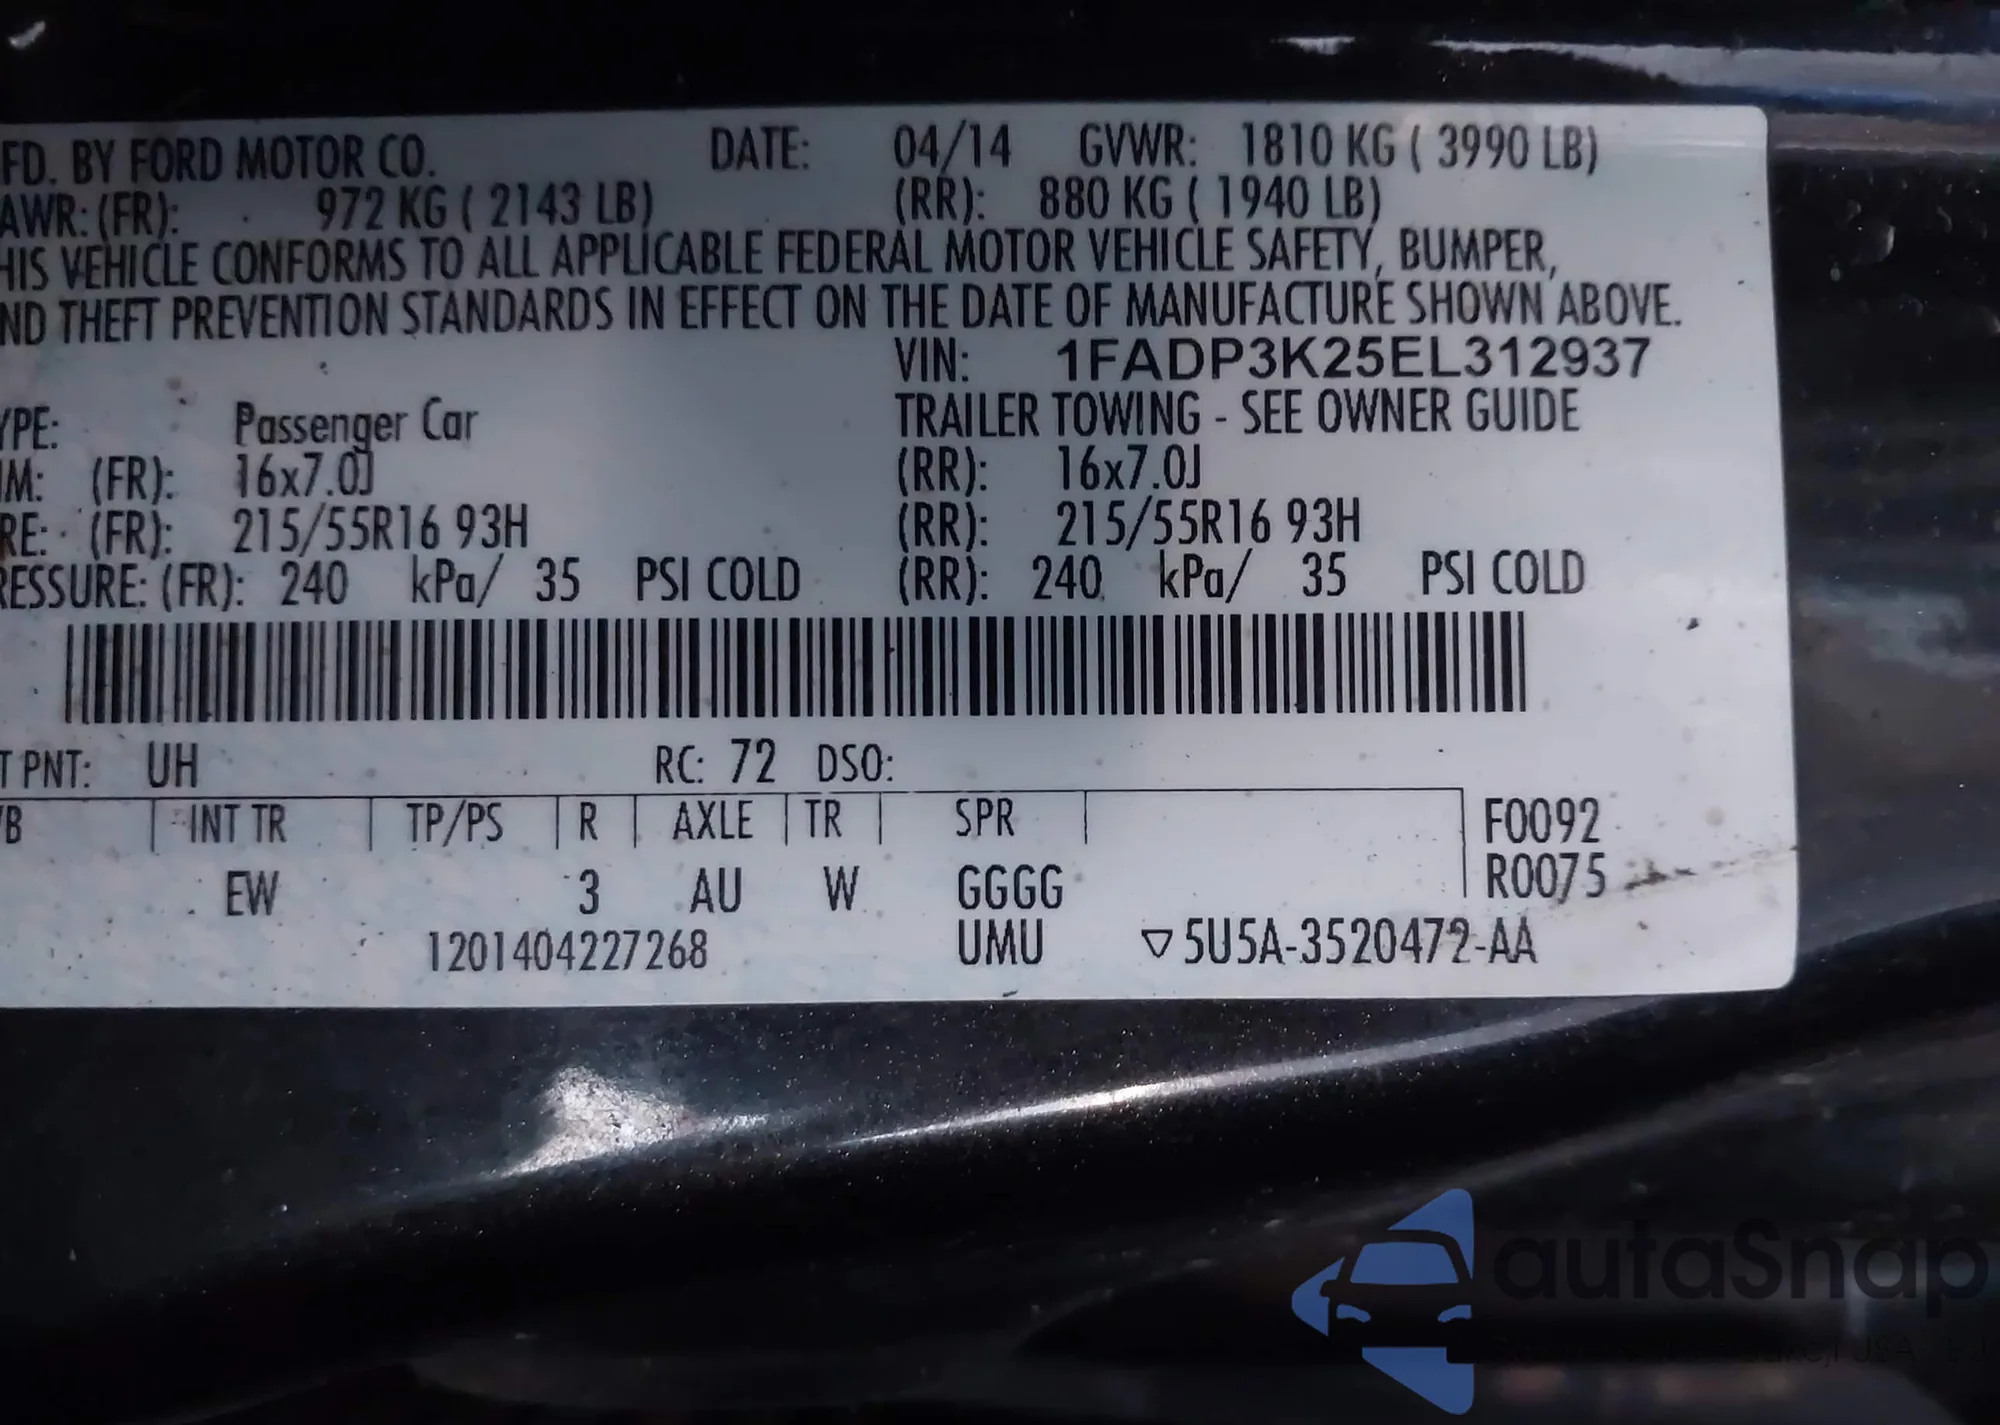 FD. BY FORD MOTOR CO. DATE: 04/14 GVWR: 1810 KG ( 3990 LB)
AWR: (FR): 972 KG ( 2143 LB) (RR): 880 KG ( 1940 LB)
HIS VEHICLE CONFORMS TO ALL APPLICABLE FEDERAL MOTOR VEHICLE SAFETY, BUMPER,
ND THEFT PREVENTION STANDARDS IN EFFECT ON THE DATE OF MANUFACTURE SHOWN ABOVE.
VIN: 1FADP3K25EL312937
YPE: Passenger Car TRAILER TOWING - SEE OWNER GUIDE
IM: (FR): 16x7.0J (RR): 16x7.0J
RE: (FR): 215/55R16 93H (RR): 215/55R16 93H
RESSURE: (FR): 240 kPa/ 35 PSI COLD (RR): 240 kPa/ 35 PSI COLD
T PNT: UH RC: 72 DSO:
B INT TR TP/PS R AXLE TR SPR F0092
EW 3 AU W GGGG R0075
1201404227268 UMU ▽5U5A-3520472-AA
autaSnap